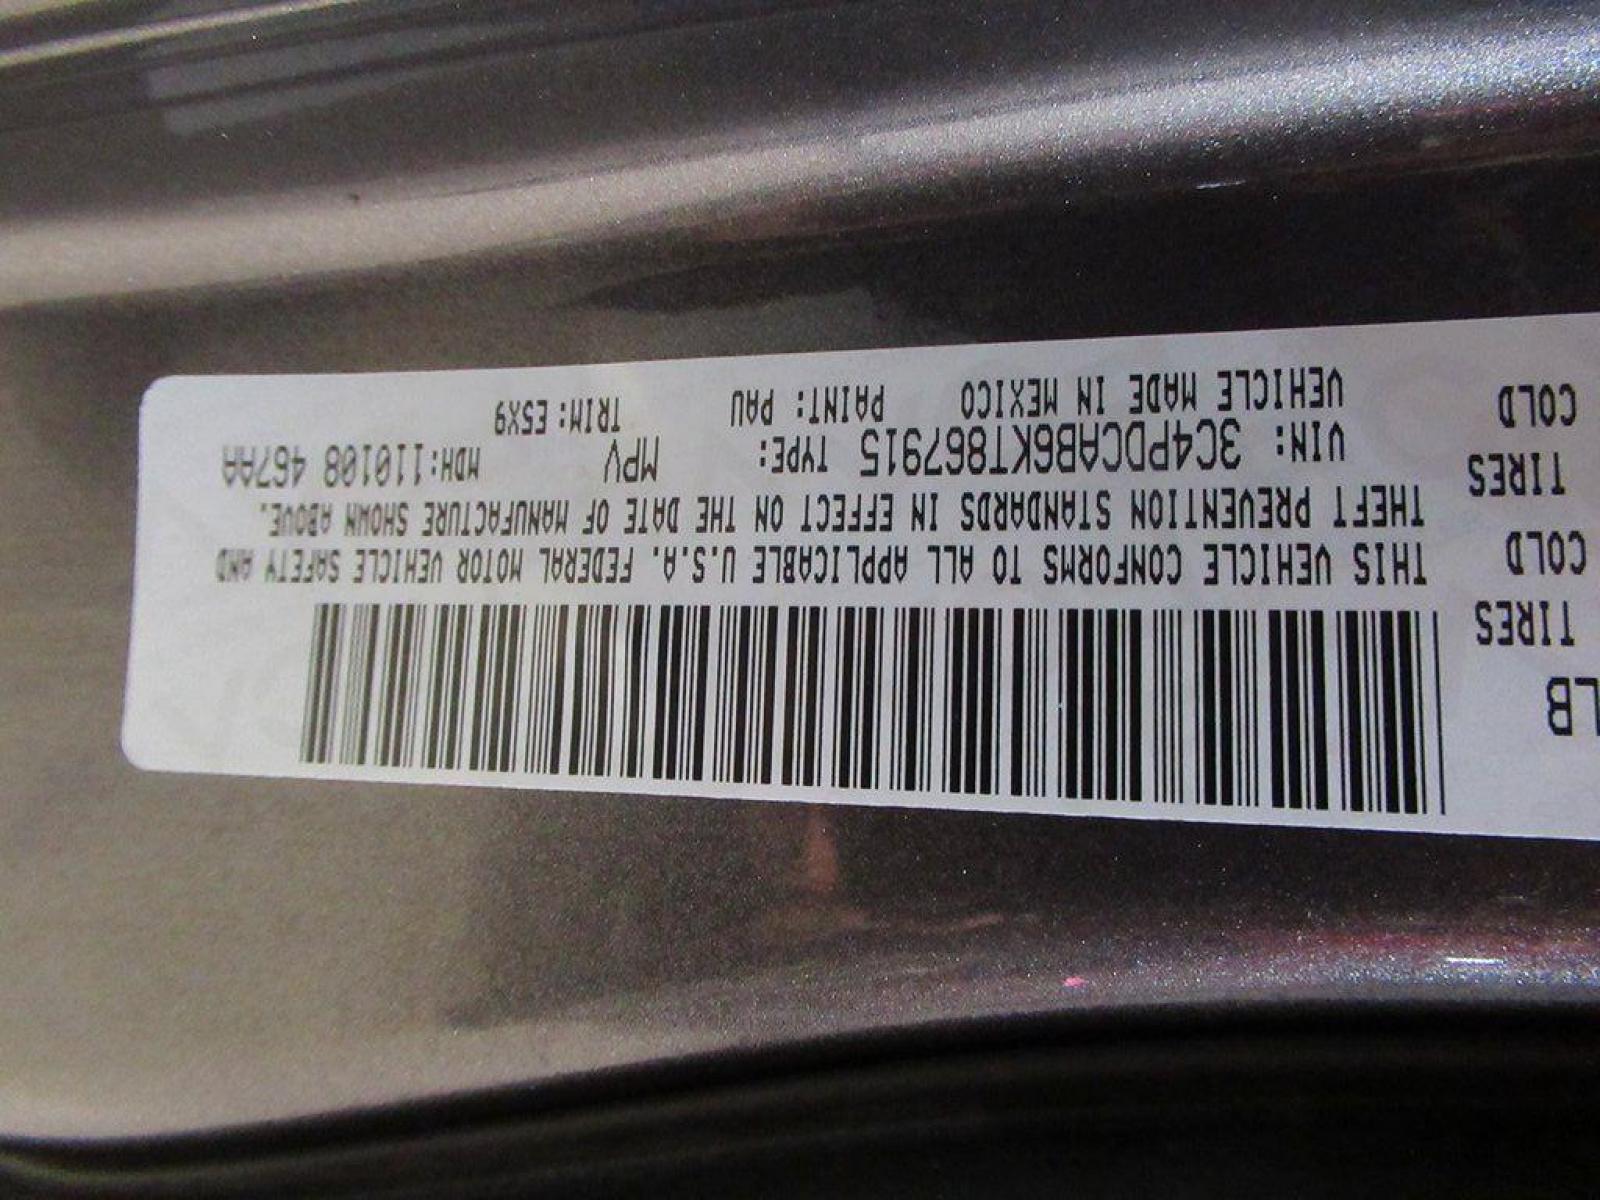 LB
TIRES
COLD
TIRES
COLD
THIS VEHICLE CONFORMS TO ALL APPLICABLE U.S.A. FEDERAL MOTOR VEHICLE SAFETY AND
THEFT PREVENTION STANDARDS IN EFFECT ON THE DATE OF MANUFACTURE SHOWN ABOVE.
VIN: 3C4PDCAB6KT867915 TYPE: MPV MDH:110108 467AA
VEHICLE MADE IN MEXICO PAINT: PAU TRIM: E5X9